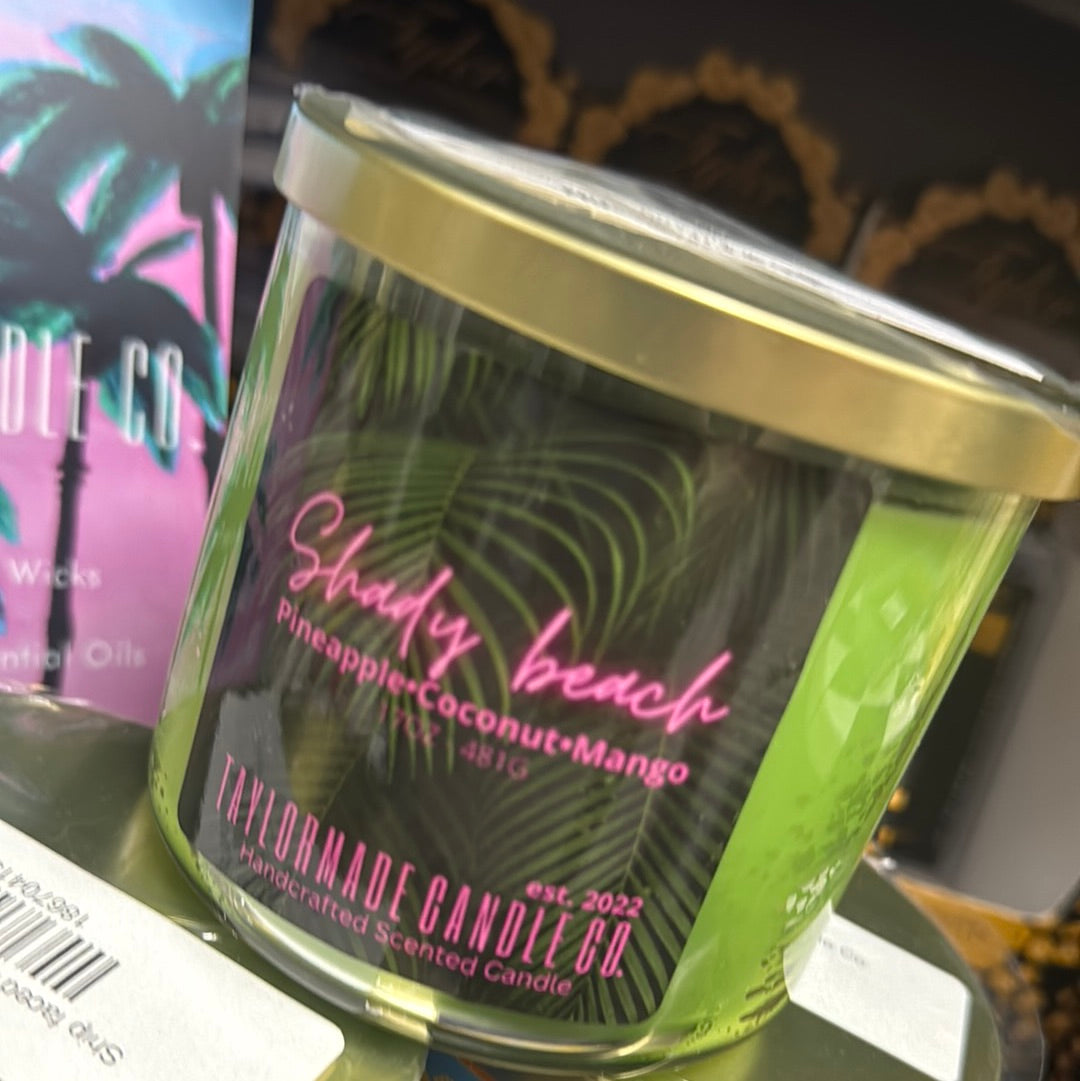 Shady beach
Pineapple•Coconut•Mango
17OZ 481G
TAYLORMADE CANDLE CO.
est. 2022
Handcrafted Scented Candle
DLE CO.
Wicks
ntial Oils